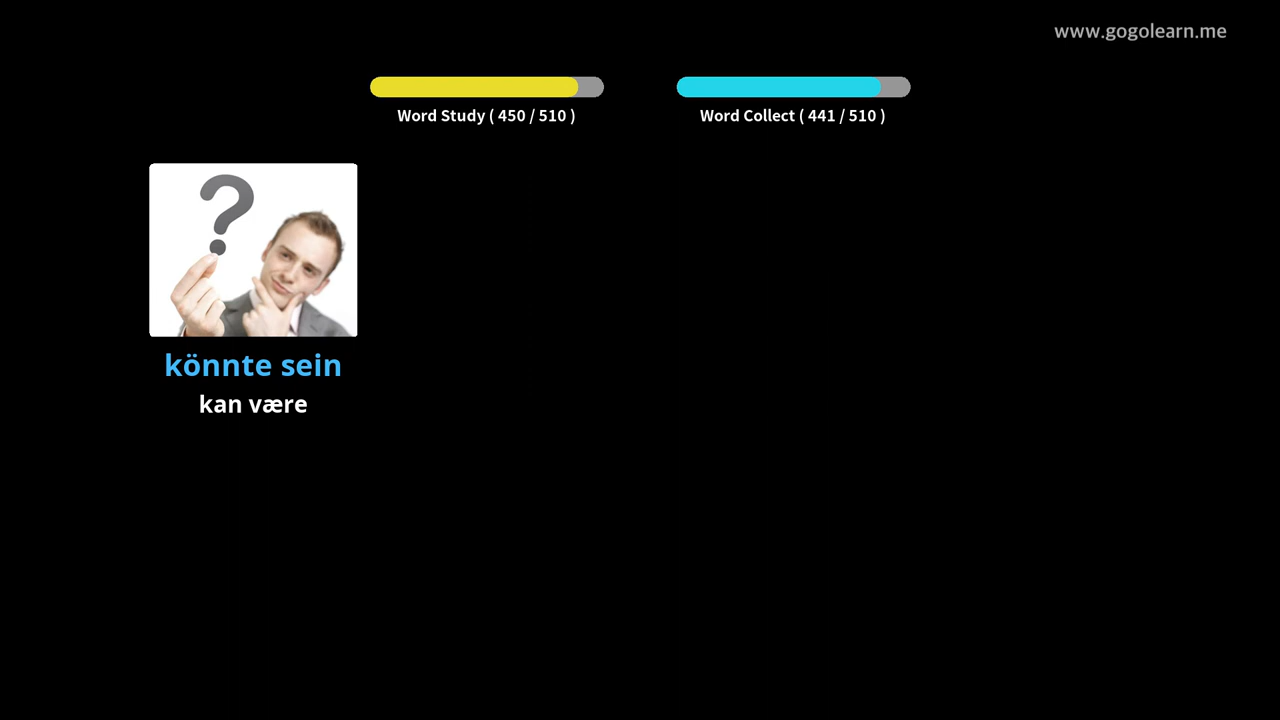 www.gogolearn.me
Word Study ( 450 / 510 )
Word Collect ( 441 / 510 )
?
könnte sein
kan være